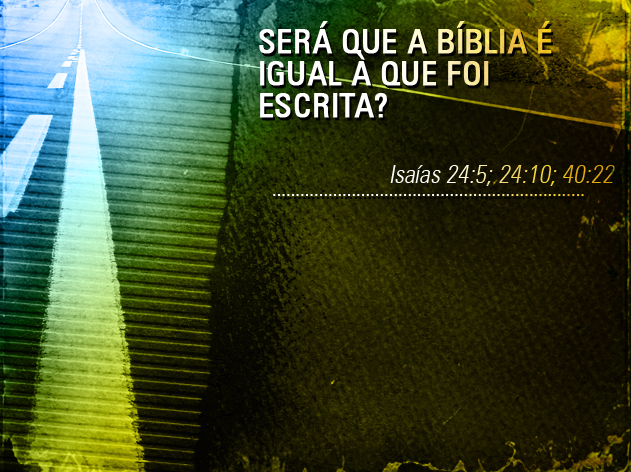 SERÁ QUE A BÍBLIA É
IGUAL À QUE FOI
ESCRITA?
Isaías 24:5; 24:10; 40:22